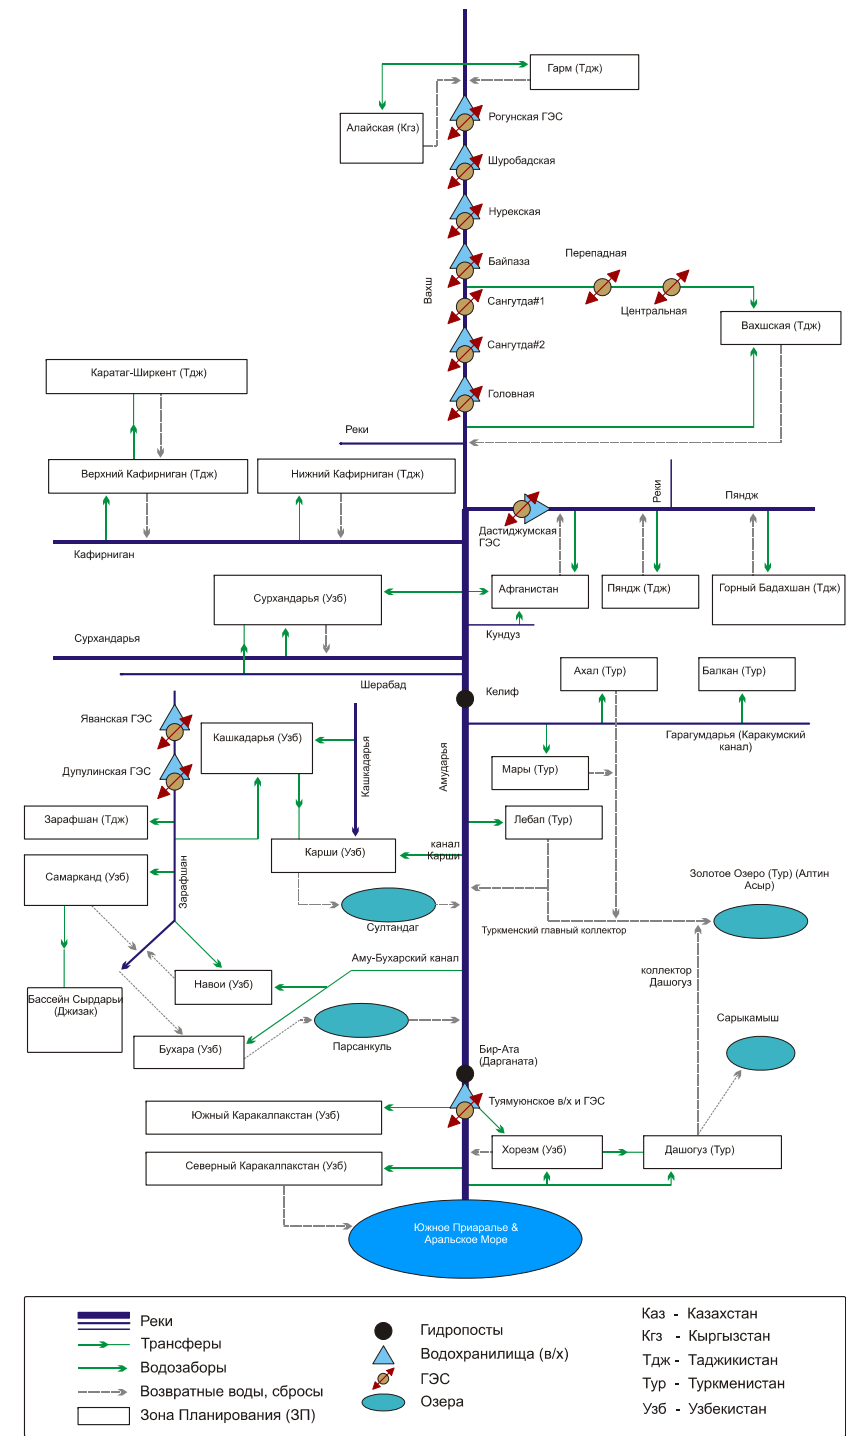 Гарм (Тдж)
Алайская (Кгз)
Рогунская ГЭС
Шуробадская
Нурекская
Байпаза
Перепадная
Вахш
Сангутда#1
Центральная
Вахшская (Тдж)
Сангутда#2
Каратаг-Ширкент (Тдж)
Головная
Реки
Верхний Кафирниган (Тдж)
Нижний Кафирниган (Тдж)
Реки
Пяндж
Дастиджумская
ГЭС
Кафирниган
Сурхандарья (Узб)
Афганистан
Пяндж (Тдж)
Горный Бадахшан (Тдж)
Сурхандарья
Кундуз
Шерабад
Келиф
Ахал (Тур)
Балкан (Тур)
Яванская ГЭС
Кашкадарья (Узб)
Кашкадарья
Амударья
Гарагумдарья (Каракумский
канал)
Дупулинская ГЭС
Мары (Тур)
Зарафшан (Тдж)
Лебап (Тур)
Карши (Узб)
канал
Карши
Самарканд (Узб)
Зарафшан
Золотое Озеро (Тур) (Алтин
Асыр)
Султандаг
Туркменский главный коллектор
Аму-Бухарский канал
коллектор
Дашогуз
Навои (Узб)
Бассейн Сырдарьи
(Джизак)
Бухара (Узб)
Парсанкуль
Сарыкамыш
Бир-Ата
(Дарганата)
Туямуюнское в/х и ГЭС
Южный Каракалпакстан (Узб)
Хорезм (Узб)
Дашогуз (Тур)
Северный Каракалпакстан (Узб)
Южное Приаралье &
Аральское Море
Реки
Трансферы
Водозаборы
Возвратные воды, сбросы
Зона Планирования (ЗП)
Гидропосты
Водохранилища (в/х)
ГЭС
Озера
Каз - Казахстан
Кгз - Кыргызстан
Тдж - Таджикистан
Тур - Туркменистан
Узб - Узбекистан